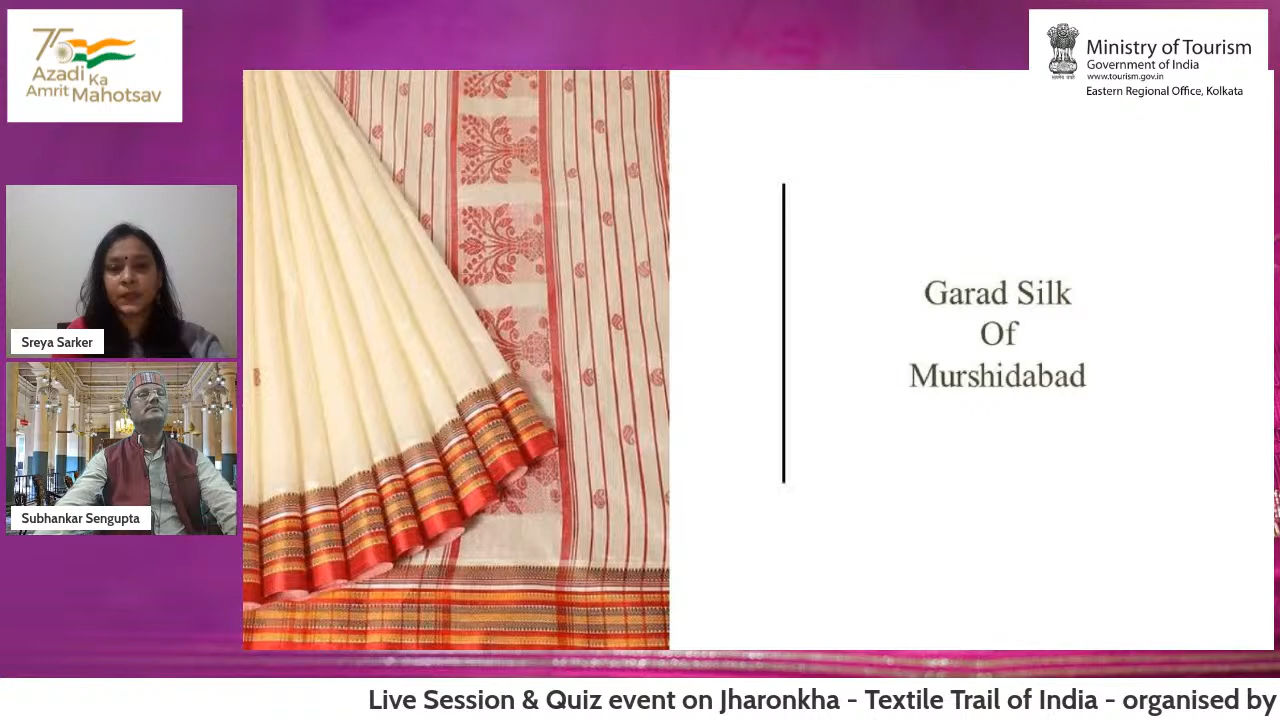 75
Azadi Ka
Amrit Mahotsav
Ministry of Tourism
Government of India
www.tourism.gov.in
Eastern Regional Office, Kolkata
Sreya Sarker
Subhankar Sengupta
Garad Silk
Of
Murshidabad
Live Session & Quiz event on Jharonkha - Textile Trail of India - organised by